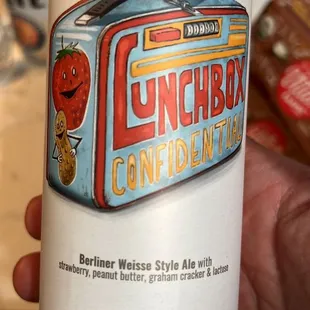 LUNCHBOX
CONFIDENTIAL
Berliner Weisse Style Ale with
strawberry, peanut butter, graham cracker & lactose